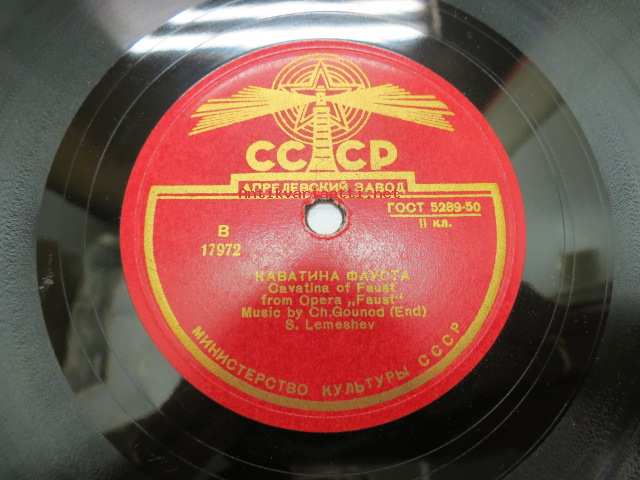 СССР
АПРЕЛЕВСКИЙ ЗАВОД
ГОСТ 5289-50
II кл.
В
17972
КАВАТИНА ФАУСТА
Cavatina of Faust
from Opera „Faust“
Music by Ch.Gounod (End)
S. Lemeshev
МИНИСТЕРСТВО КУЛЬТУРЫ СССР